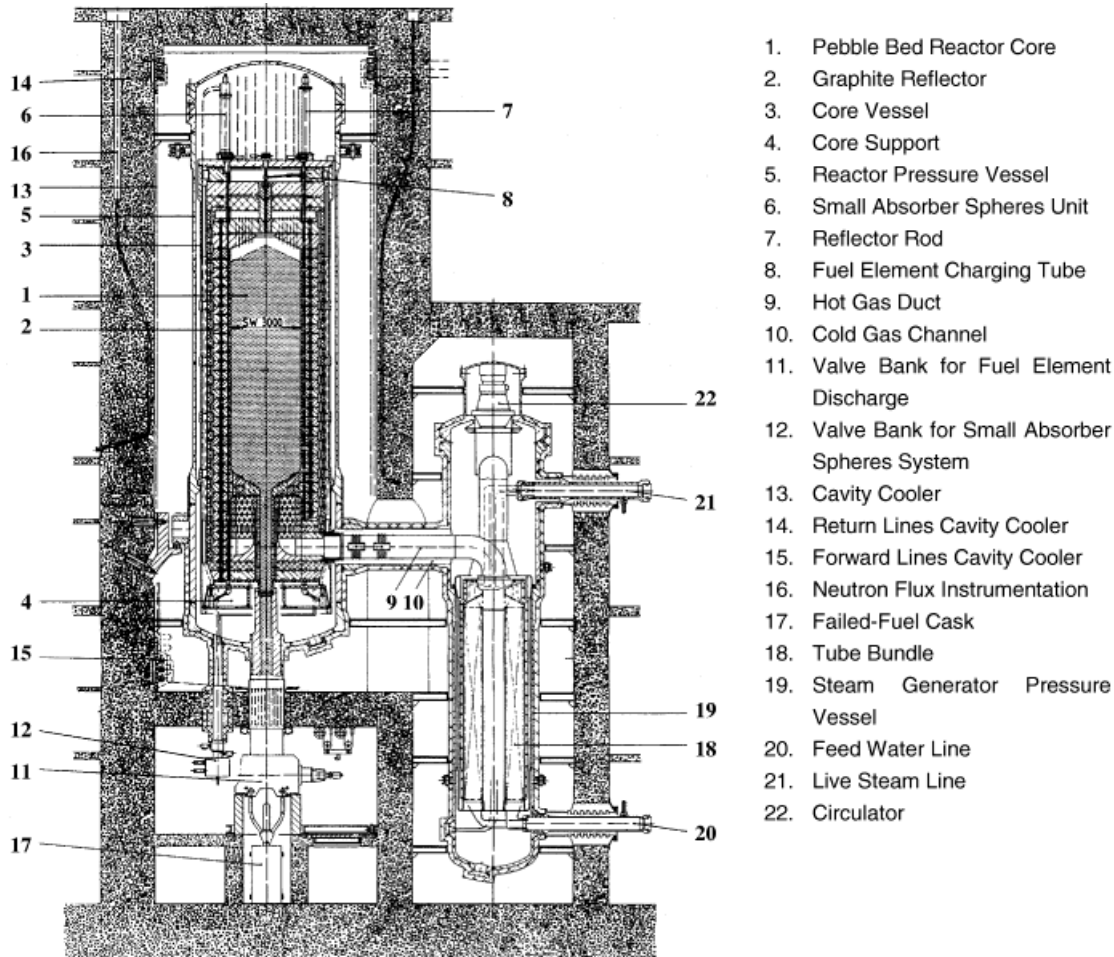 14
6
7
16
13
8
5
3
1
2
SW 3000
22
21
9 10
4
15
19
12
18
11
20
17
1. Pebble Bed Reactor Core
2. Graphite Reflector
3. Core Vessel
4. Core Support
5. Reactor Pressure Vessel
6. Small Absorber Spheres Unit
7. Reflector Rod
8. Fuel Element Charging Tube
9. Hot Gas Duct
10. Cold Gas Channel
11. Valve Bank for Fuel Element
Discharge
12. Valve Bank for Small Absorber
Spheres System
13. Cavity Cooler
14. Return Lines Cavity Cooler
15. Forward Lines Cavity Cooler
16. Neutron Flux Instrumentation
17. Failed-Fuel Cask
18. Tube Bundle
19. Steam Generator Pressure
Vessel
20. Feed Water Line
21. Live Steam Line
22. Circulator